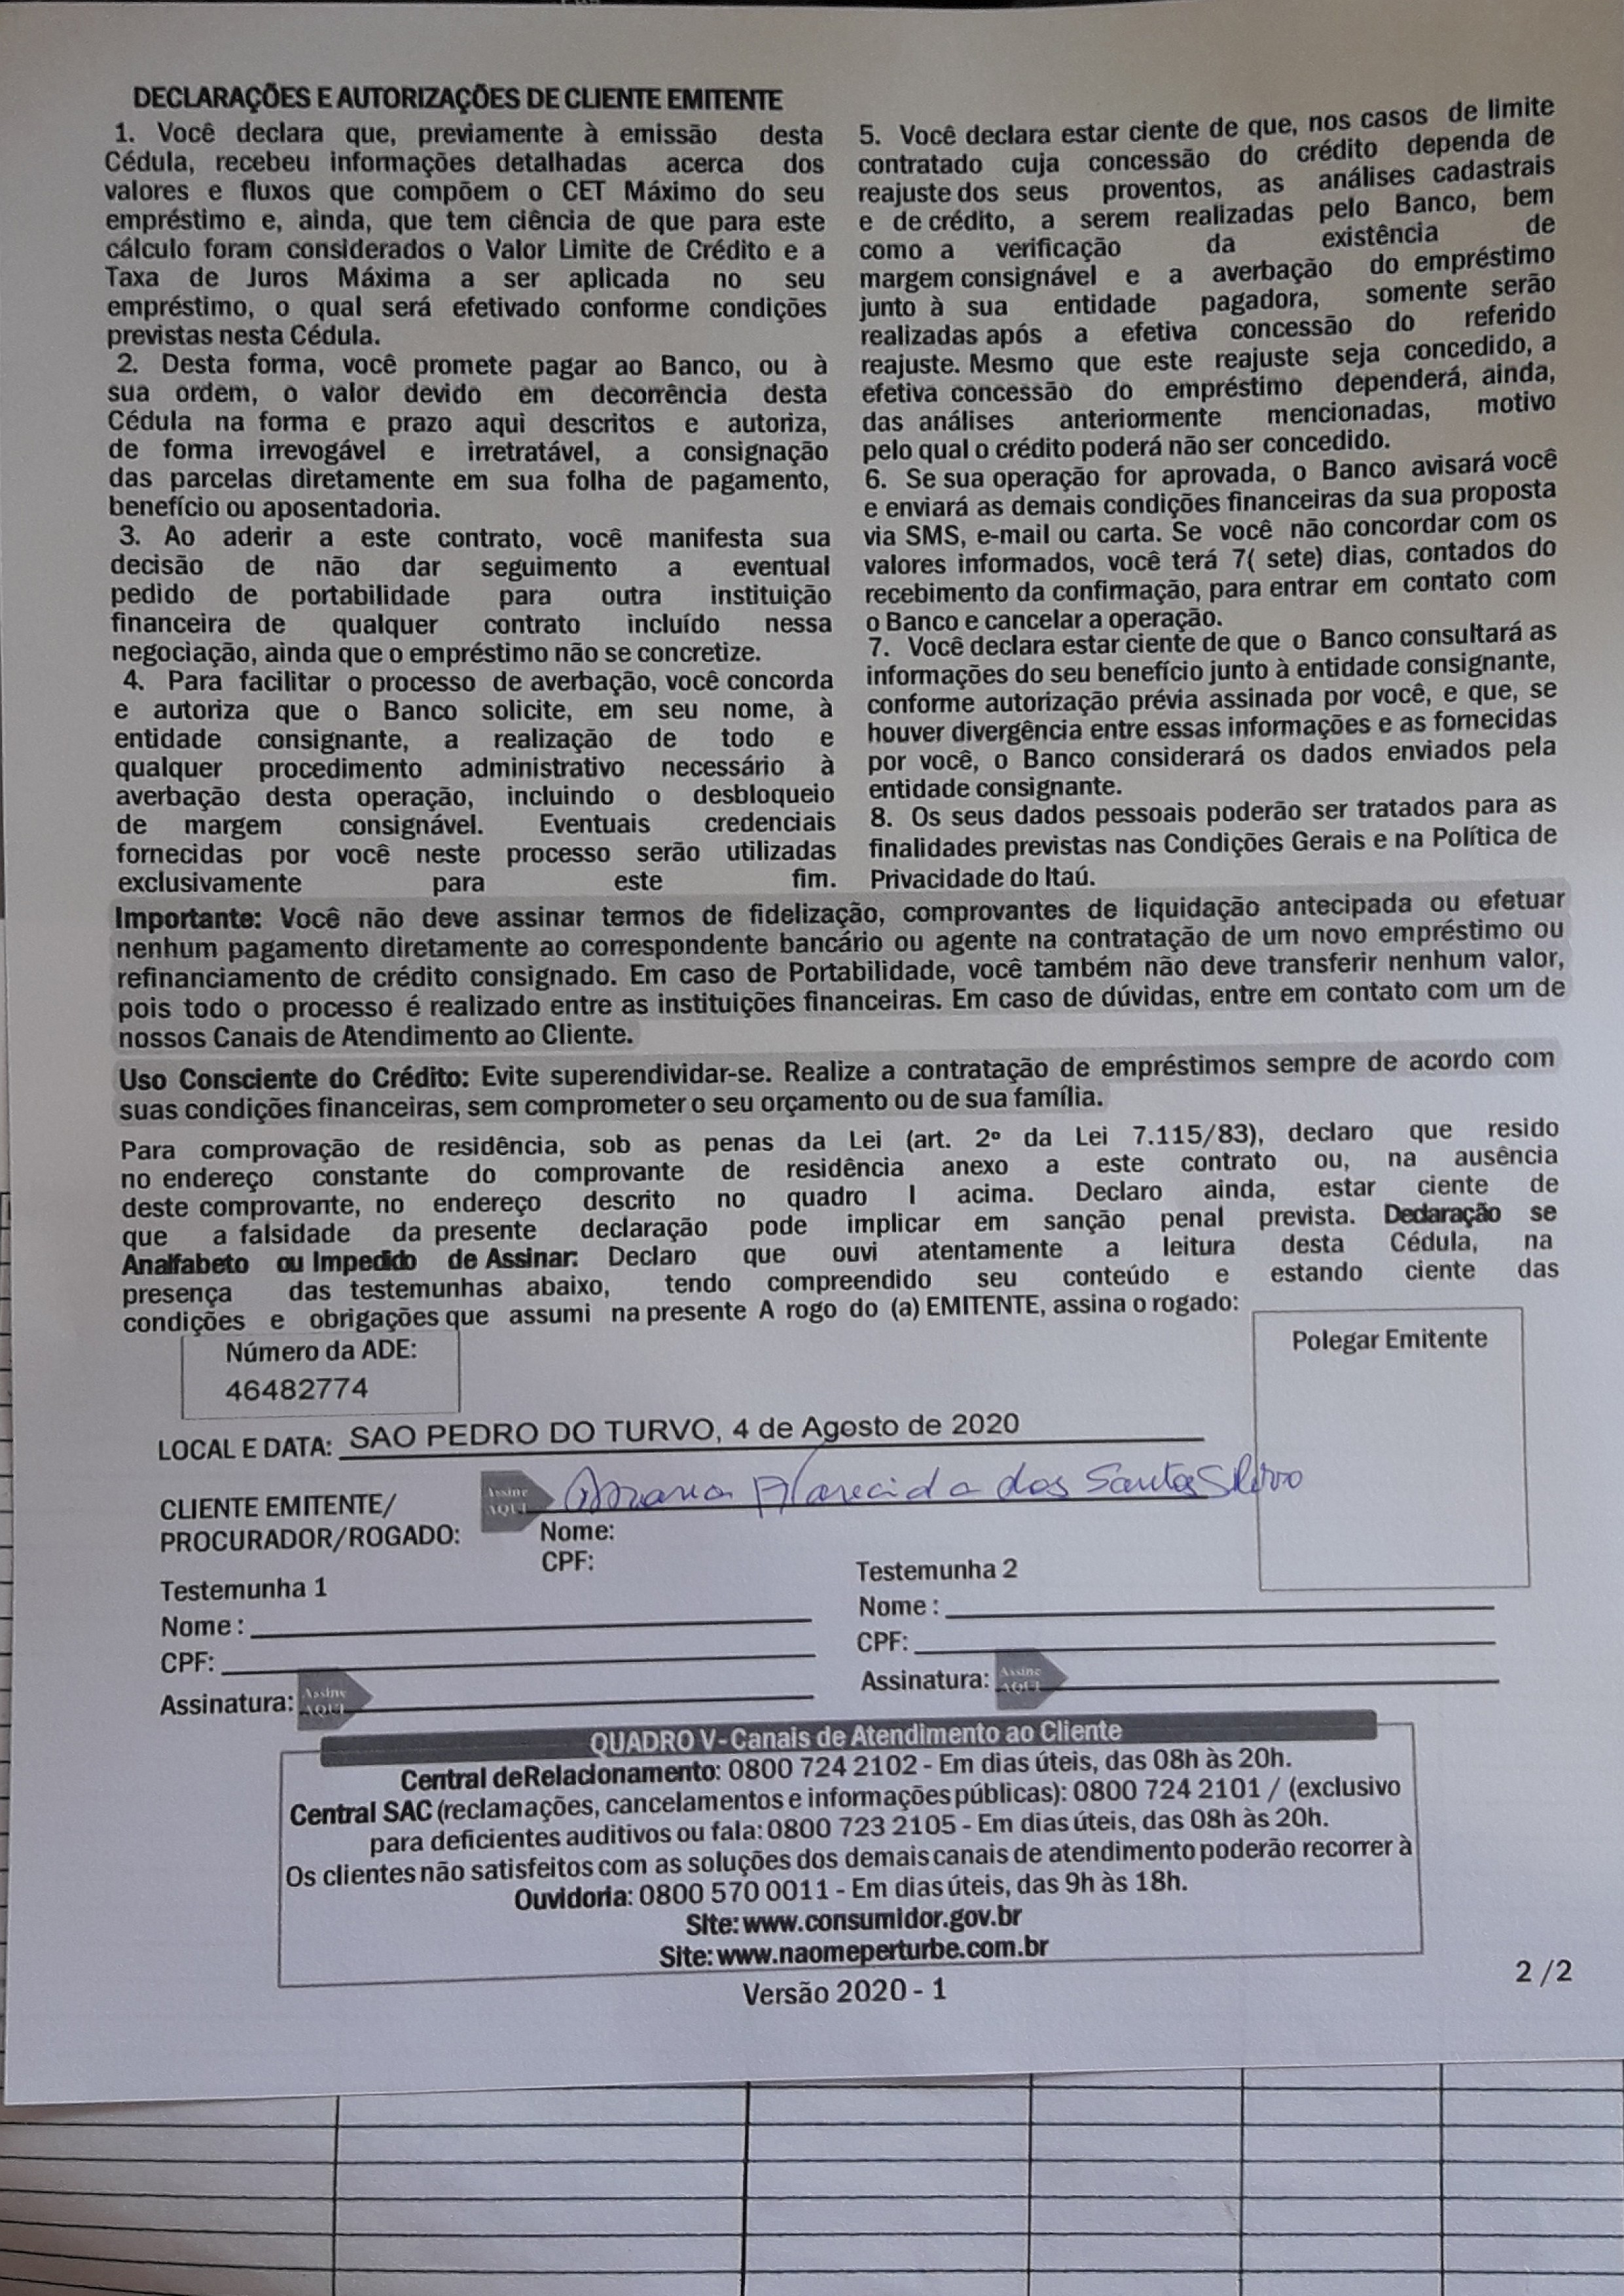 DECLARAÇÕES E AUTORIZAÇÕES DE CLIENTE EMITENTE
1. Você declara que, previamente à emissão desta
Cédula, recebeu informações detalhadas acerca dos
valores e fluxos que compõem o CET Máximo do seu
empréstimo e, ainda, que tem ciência de que para este
cálculo foram considerados o Valor Limite de Crédito e a
Taxa de Juros Máxima a ser aplicada no seu
empréstimo, o qual será efetivado conforme condições
previstas nesta Cédula.
2. Desta forma, você promete pagar ao Banco, ou à
sua ordem, o valor devido em decorrência desta
Cédula na forma e prazo aqui descritos e autoriza,
de forma irrevogável e irretratável, a consignação
das parcelas diretamente em sua folha de pagamento,
benefício ou aposentadoria.
3. Ao aderir a este contrato, você manifesta sua
decisão de não dar seguimento a eventual
pedido de portabilidade para outra instituição
financeira de qualquer contrato incluído nessa
negociação, ainda que o empréstimo não se concretize.
4. Para facilitar o processo de averbação, você concorda
e autoriza que o Banco solicite, em seu nome, à
entidade consignante, a realização de todo e
qualquer procedimento administrativo necessário à
averbação desta operação, incluindo o desbloqueio
de margem consignável. Eventuais credenciais
fornecidas por você neste processo serão utilizadas
exclusivamente para este fim.
5. Você declara estar ciente de que, nos casos de limite
contratado cuja concessão do crédito dependa de
reajuste dos seus proventos, as análises cadastrais
e de crédito, a serem realizadas pelo Banco, bem
como a verificação da existência de
margem consignável e a averbação do empréstimo
junto à sua entidade pagadora, somente serão
realizadas após a efetiva concessão do referido
reajuste. Mesmo que este reajuste seja concedido, a
efetiva concessão do empréstimo dependerá, ainda,
das análises anteriormente mencionadas, motivo
pelo qual o crédito poderá não ser concedido.
6. Se sua operação for aprovada, o Banco avisará você
e enviará as demais condições financeiras da sua proposta
via SMS, e-mail ou carta. Se você não concordar com os
valores informados, você terá 7( sete) dias, contados do
recebimento da confirmação, para entrar em contato com
o Banco e cancelar a operação.
7. Você declara estar ciente de que o Banco consultará as
informações do seu benefício junto à entidade consignante,
conforme autorização prévia assinada por você, e que, se
houver divergência entre essas informações e as fornecidas
por você, o Banco considerará os dados enviados pela
entidade consignante.
8. Os seus dados pessoais poderão ser tratados para as
finalidades previstas nas Condições Gerais e na Política de
Privacidade do Itaú.
Importante: Você não deve assinar termos de fidelização, comprovantes de liquidação antecipada ou efetuar
nenhum pagamento diretamente ao correspondente bancário ou agente na contratação de um novo empréstimo ou
refinanciamento de crédito consignado. Em caso de Portabilidade, você também não deve transferir nenhum valor,
pois todo o processo é realizado entre as instituições financeiras. Em caso de dúvidas, entre em contato com um de
nossos Canais de Atendimento ao Cliente.
Uso Consciente do Crédito: Evite superendividar-se. Realize a contratação de empréstimos sempre de acordo com
suas condições financeiras, sem comprometer o seu orçamento ou de sua família.
Para comprovação de residência, sob as penas da Lei (art. 2º da Lei 7.115/83), declaro que resido
no endereço constante do comprovante de residência anexo a este contrato ou, na ausência
deste comprovante, no endereço descrito no quadro I acima. Declaro ainda, estar ciente de
que a falsidade da presente declaração pode implicar em sanção penal prevista. Declaração se
Analfabeto ou Impedido de Assinar: Declaro que ouvi atentamente a leitura desta Cédula, na
presença das testemunhas abaixo, tendo compreendido seu conteúdo e estando ciente das
condições e obrigações que assumi na presente A rogo do (a) EMITENTE, assina o rogado:
Número da ADE:
46482774
Polegar Emitente
LOCAL E DATA: SAO PEDRO DO TURVO, 4 de Agosto de 2020
CLIENTE EMITENTE/
PROCURADOR/ROGADO:
Assine
AQUI
Maria Aparecida dos Santos Silva
Nome:
CPF:
Testemunha 1
Nome :
CPF:
Assinatura: Assine
AQUI
Testemunha 2
Nome :
CPF:
Assinatura: Assine
AQUI
QUADRO V - Canais de Atendimento ao Cliente
Central de Relacionamento: 0800 724 2102 - Em dias úteis, das 08h às 20h.
Central SAC (reclamações, cancelamentos e informações públicas): 0800 724 2101 / (exclusivo
para deficientes auditivos ou fala: 0800 723 2105 - Em dias úteis, das 08h às 20h.
Os clientes não satisfeitos com as soluções dos demais canais de atendimento poderão recorrer à
Ouvidoria: 0800 570 0011 - Em dias úteis, das 9h às 18h.
Site: www.consumidor.gov.br
Site: www.naomeperturbe.com.br
Versão 2020 - 1
2 /2